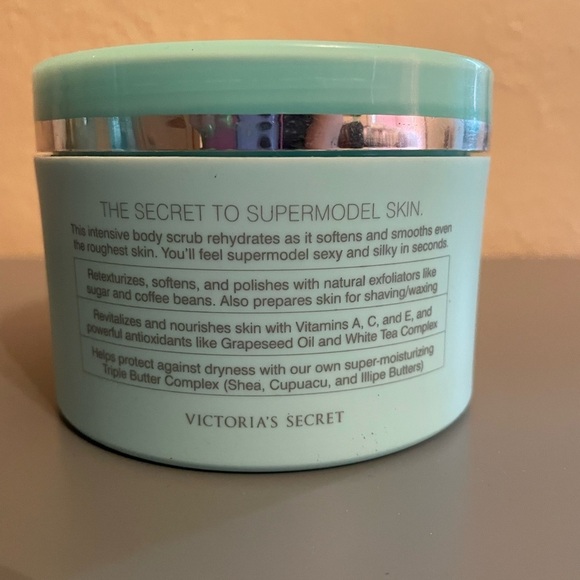 THE SECRET TO SUPERMODEL SKIN.
This intensive body scrub rehydrates as it softens and smooths even
the roughest skin. You'll feel supermodel sexy and silky in seconds.
Retexturizes, softens, and polishes with natural exfoliators like
sugar and coffee beans. Also prepares skin for shaving/waxing
Revitalizes and nourishes skin with Vitamins A, C, and E, and
powerful antioxidants like Grapeseed Oil and White Tea Complex
Helps protect against dryness with our own super-moisturizing
Triple Butter Complex (Shea, Cupuacu, and Illipe Butters)
VICTORIA'S SECRET